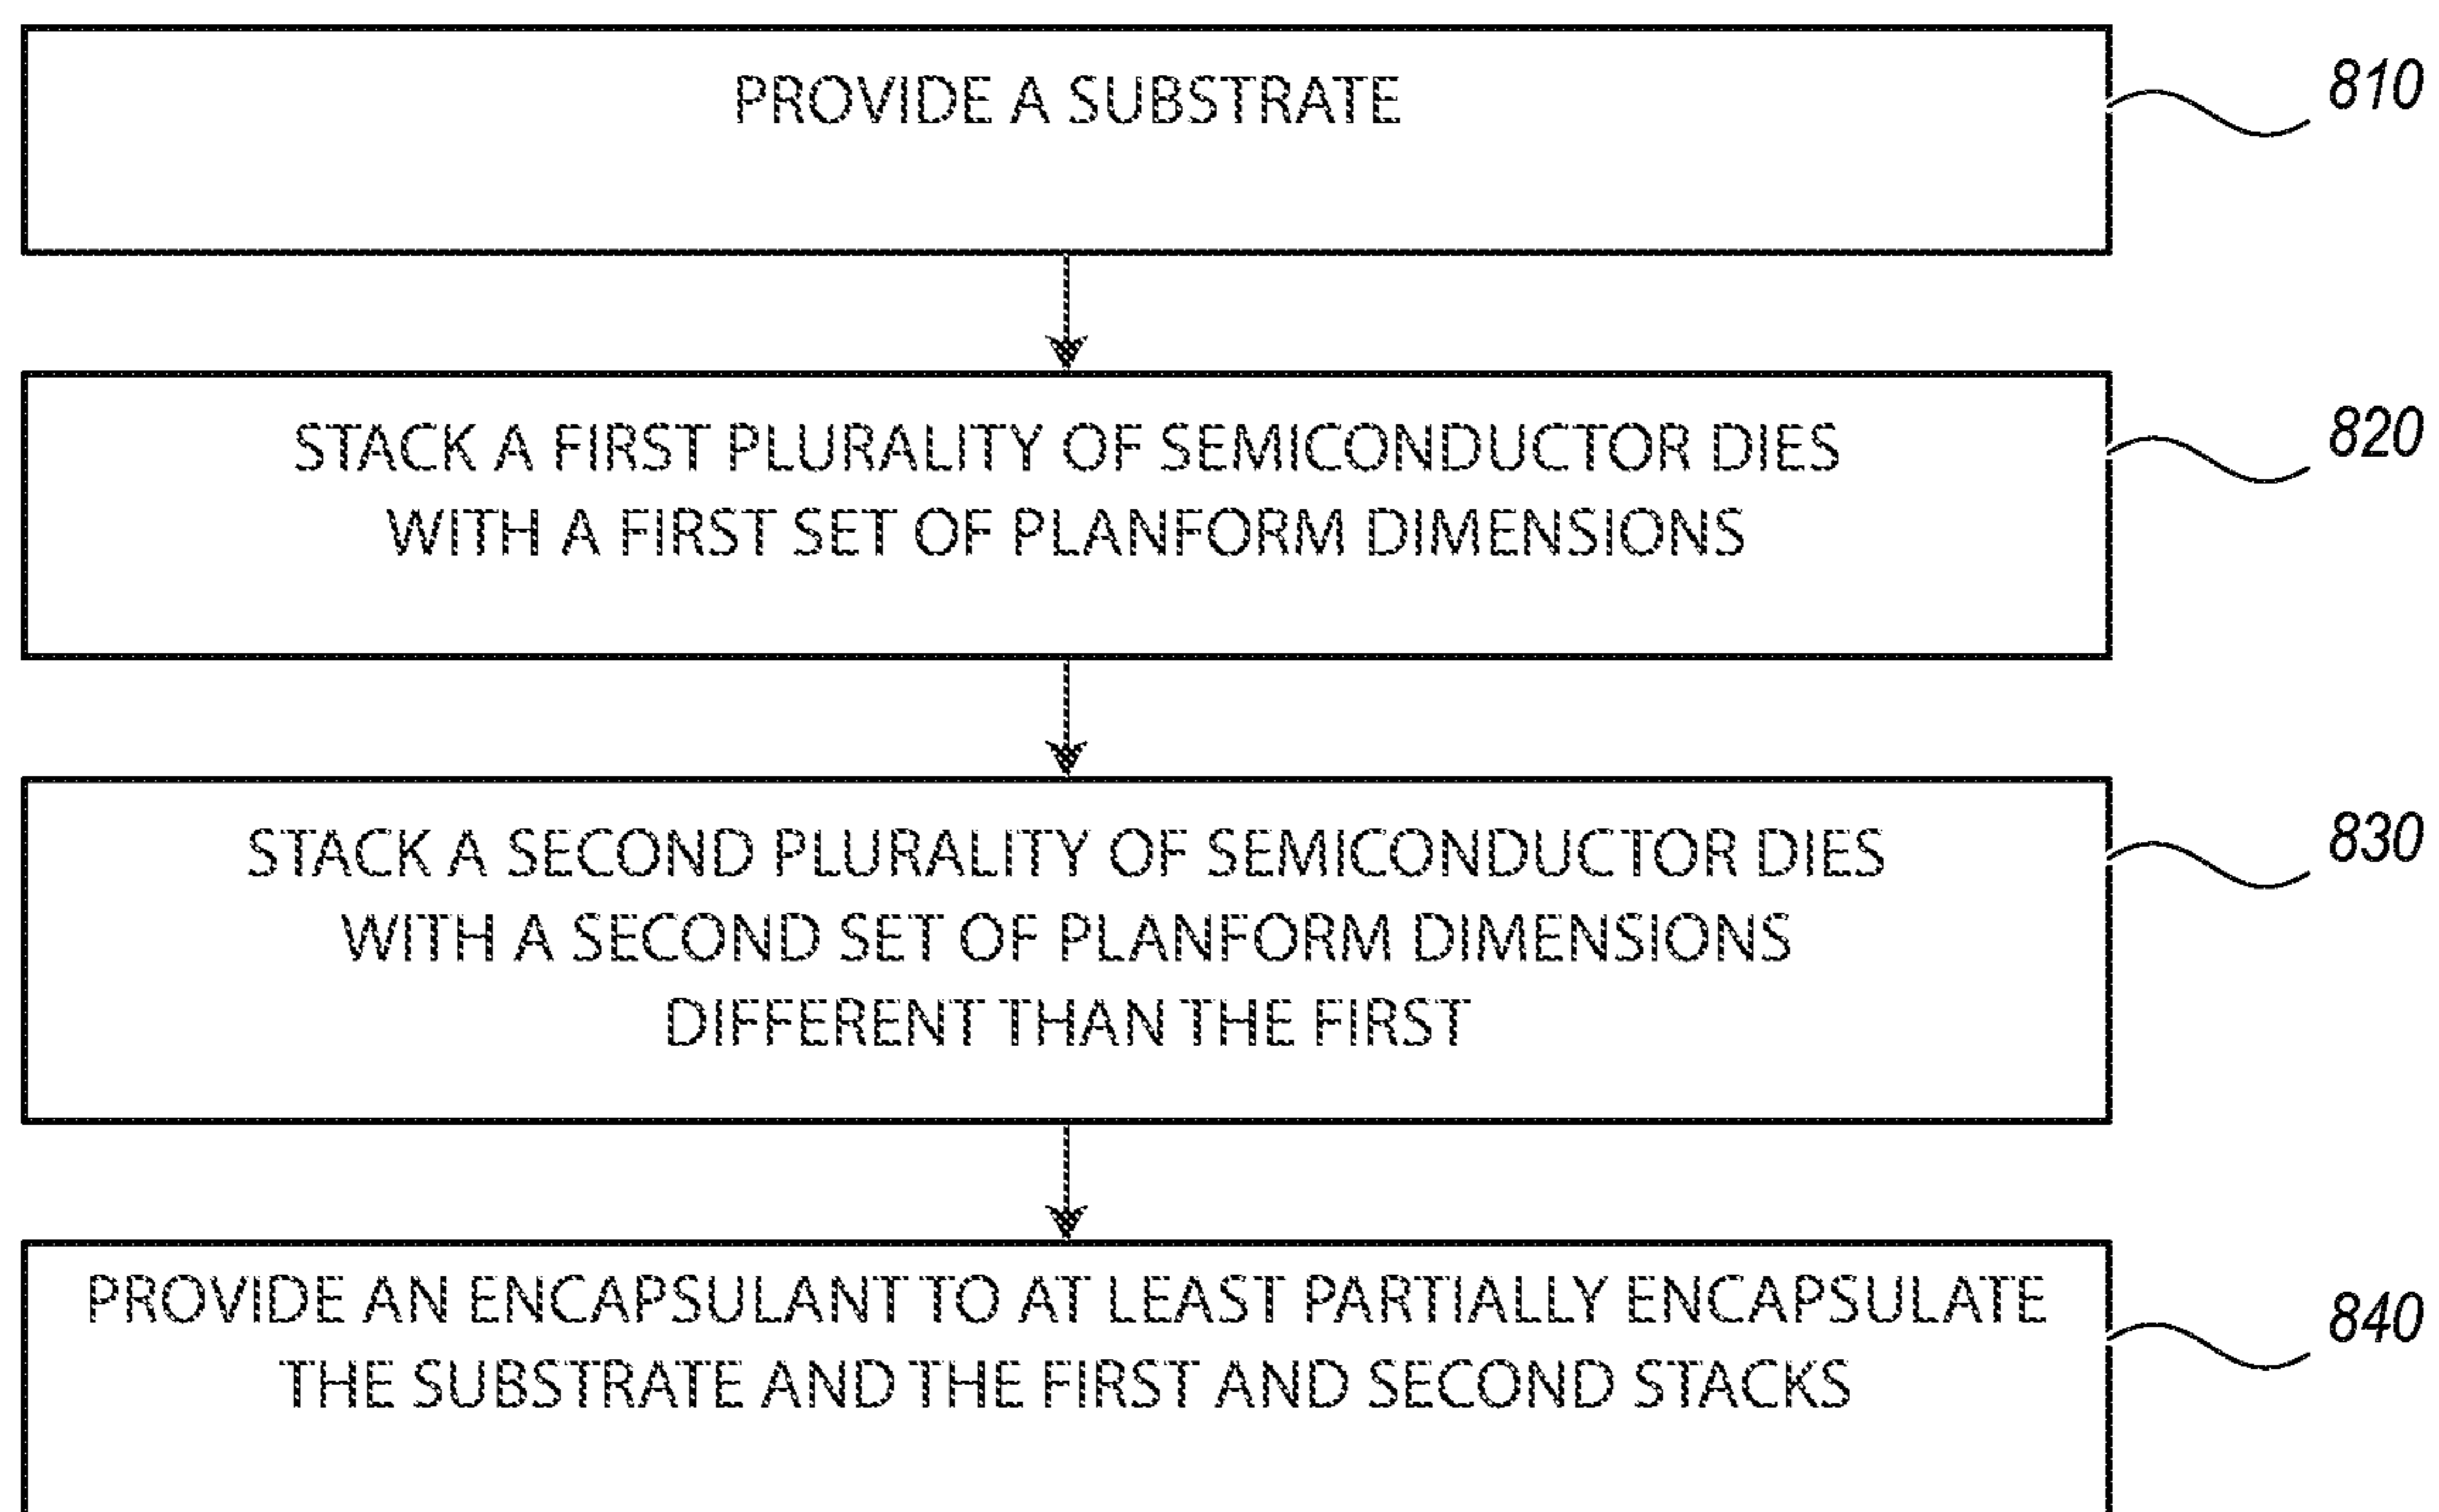 PROVIDE A SUBSTRATE
810
STACK A FIRST PLURALITY OF SEMICONDUCTOR DIES
WITH A FIRST SET OF PLANFORM DIMENSIONS
820
STACK A SECOND PLURALITY OF SEMICONDUCTOR DIES
WITH A SECOND SET OF PLANFORM DIMENSIONS
DIFFERENT THAN THE FIRST
830
PROVIDE AN ENCAPSULANT TO AT LEAST PARTIALLY ENCAPSULATE
THE SUBSTRATE AND THE FIRST AND SECOND STACKS
840